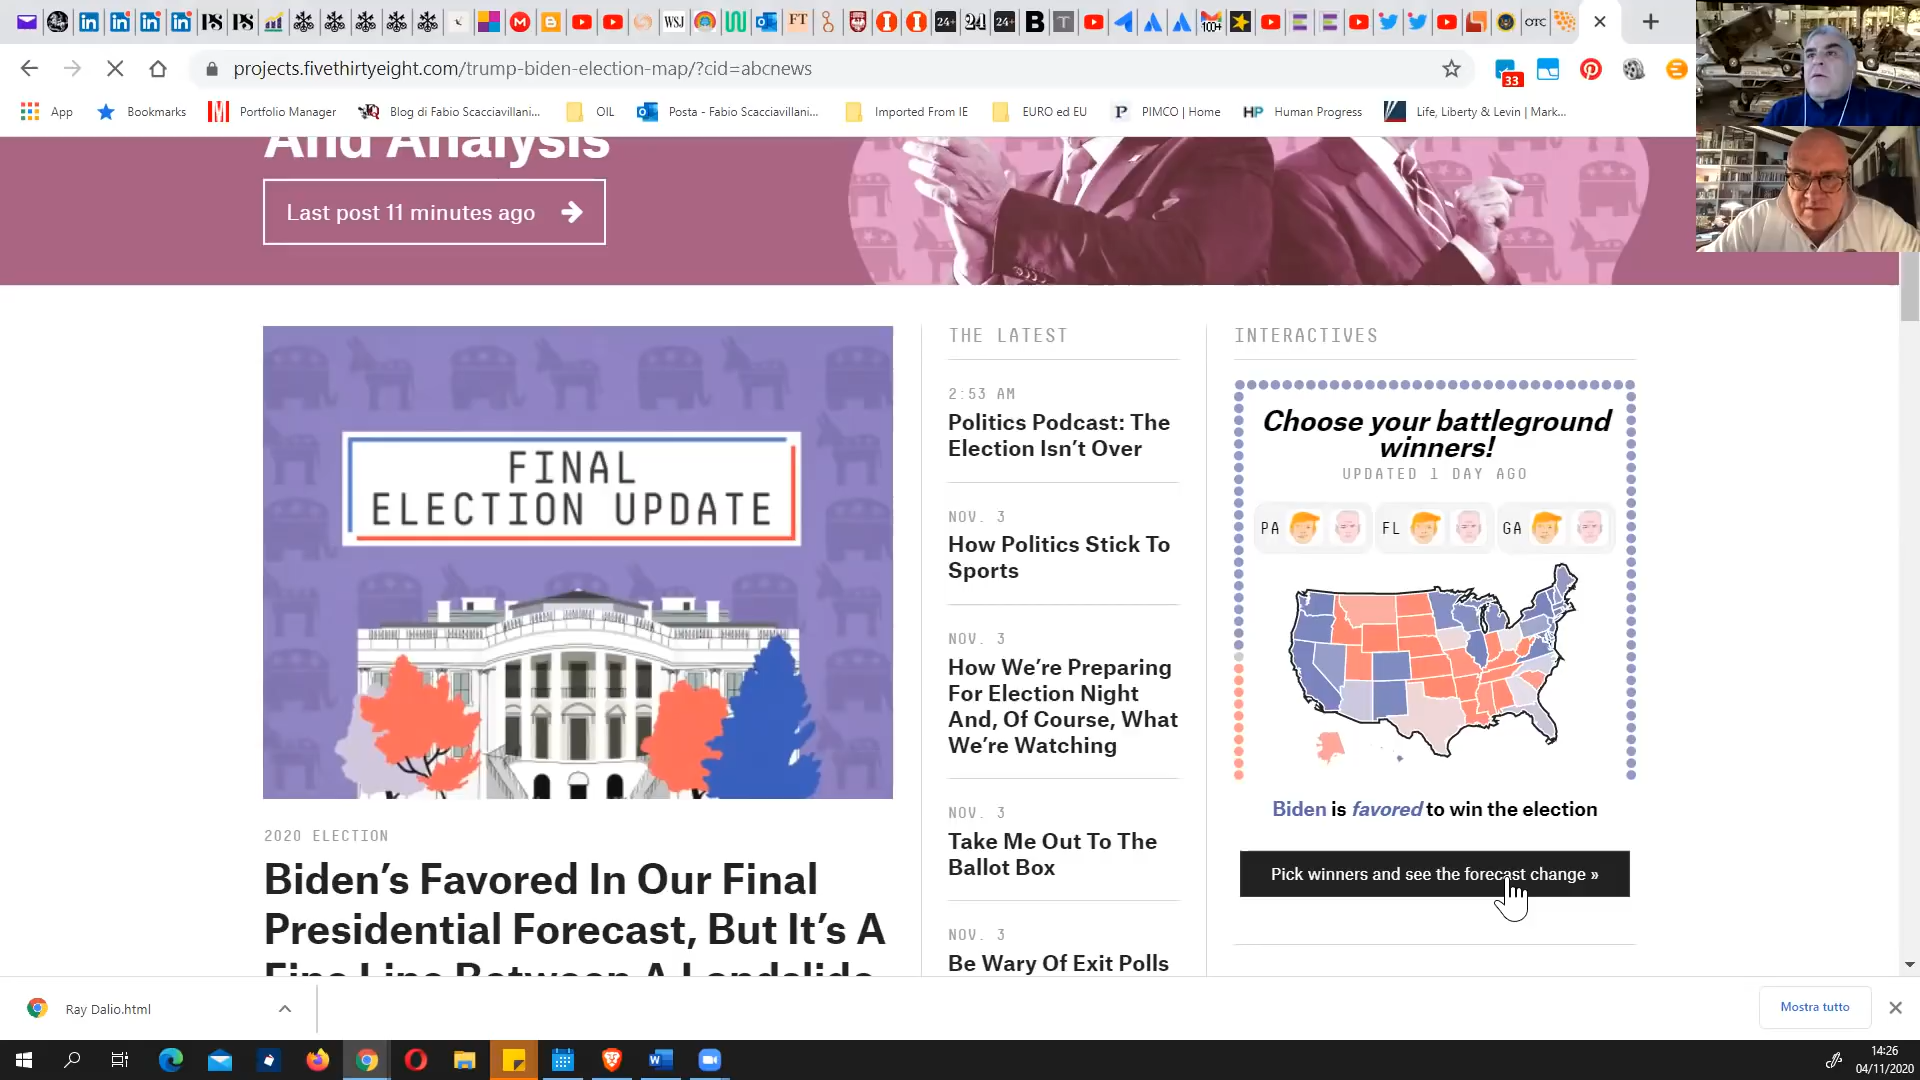 projects.fivethirtyeight.com/trump-biden-election-map/?cid=abcnews
33
App
Bookmarks
Portfolio Manager
Blog di Fabio Scacciavillani...
OIL
Posta - Fabio Scacciavillani...
Imported From IE
EURO ed EU
PIMCO | Home
Human Progress
Life, Liberty & Levin | Mark...
And Analysis
Last post 11 minutes ago
FINAL
ELECTION UPDATE
2020 ELECTION
Biden's Favored In Our Final
Presidential Forecast, But It's A
Fine Line Between A Landslide
THE LATEST
2:53 AM
Politics Podcast: The
Election Isn't Over
NOV. 3
How Politics Stick To
Sports
NOV. 3
How We're Preparing
For Election Night
And, Of Course, What
We're Watching
NOV. 3
Take Me Out To The
Ballot Box
NOV. 3
Be Wary Of Exit Polls
INTERACTIVES
Choose your battleground
winners!
UPDATED 1 DAY AGO
PA
FL
GA
Biden is favored to win the election
Pick winners and see the forecast change »
Ray Dalio.html
Mostra tutto
14:26
04/11/2020